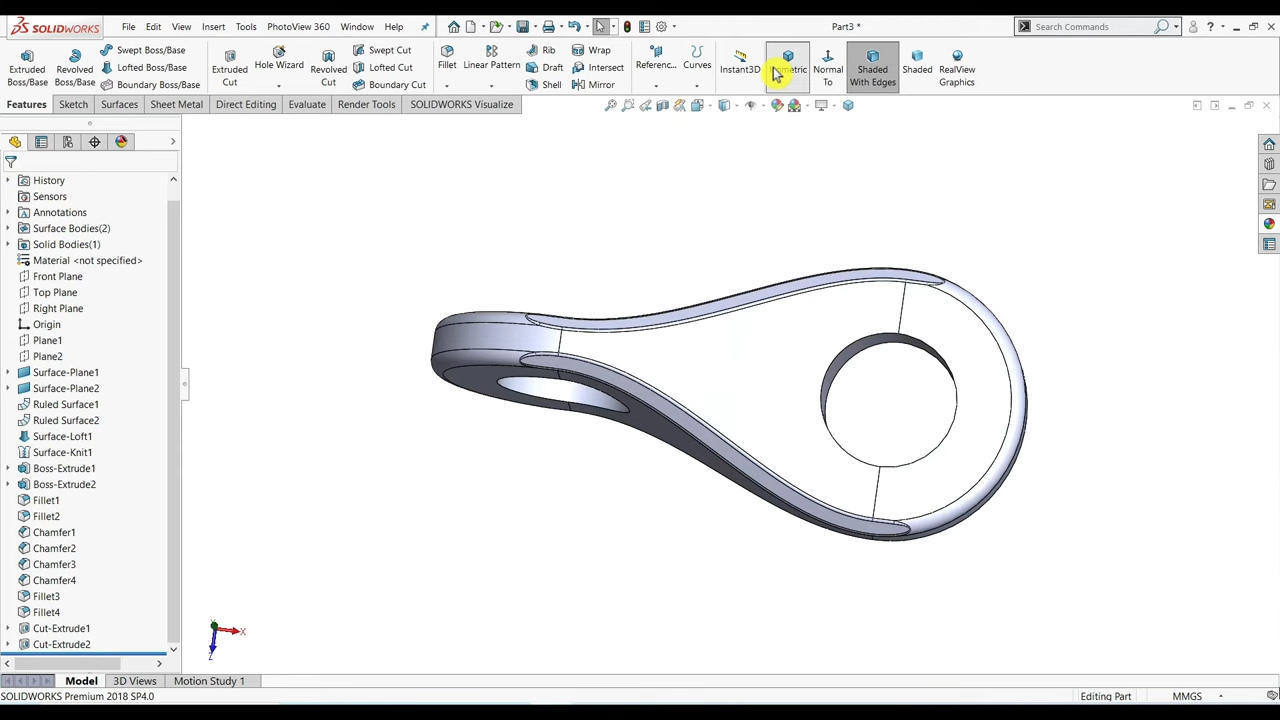 SOLIDWORKS File Edit View Insert Tools PhotoView 360 Window Help Part3 * Search Commands
Extruded Boss/Base
Revolved Boss/Base
Swept Boss/Base
Lofted Boss/Base
Boundary Boss/Base
Extruded Cut
Hole Wizard
Revolved Cut
Swept Cut
Lofted Cut
Boundary Cut
Fillet
Linear Pattern
Rib
Draft
Shell
Wrap
Intersect
Mirror
Referenc...
Curves
Instant3D
Normal To
Shaded With Edges
Shaded
RealView Graphics
Features Sketch Surfaces Sheet Metal Direct Editing Evaluate Render Tools SOLIDWORKS Visualize
History
Sensors
Annotations
Surface Bodies(2)
Solid Bodies(1)
Material <not specified>
Front Plane
Top Plane
Right Plane
Origin
Plane1
Plane2
Surface-Plane1
Surface-Plane2
Ruled Surface1
Ruled Surface2
Surface-Loft1
Surface-Knit1
Boss-Extrude1
Boss-Extrude2
Fillet1
Fillet2
Chamfer1
Chamfer2
Chamfer3
Chamfer4
Fillet3
Fillet4
Cut-Extrude1
Cut-Extrude2
X
Z
Model 3D Views Motion Study 1
SOLIDWORKS Premium 2018 SP4.0 Editing Part MMGS